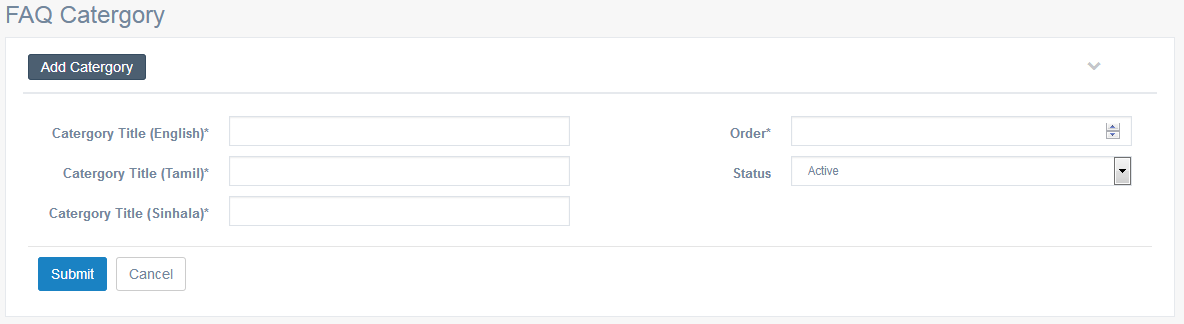 FAQ Catergory
Add Catergory
Catergory Title (English)*
Order*
Catergory Title (Tamil)*
Status
Active
Catergory Title (Sinhala)*
Submit
Cancel